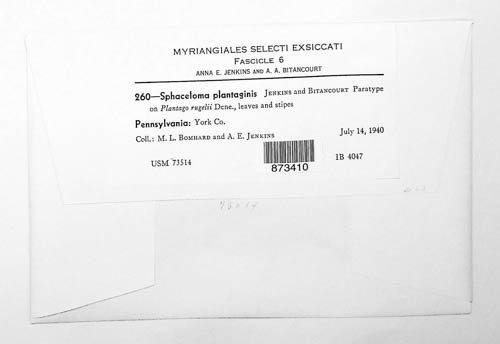 MYRIANGIALES SELECTI EXSICCATI
FASCICLE 6
ANNA E. JENKINS AND A. A. BITANCOURT
260—Sphaceloma plantaginis JENKINS and BITANCOURT Paratype
on Plantago rugelii Dcne., leaves and stipes
Pennsylvania: York Co.
Coll.: M. L. BOMHARD and A. E. JENKINS July 14, 1940
USM 73514 IB 4047
873410